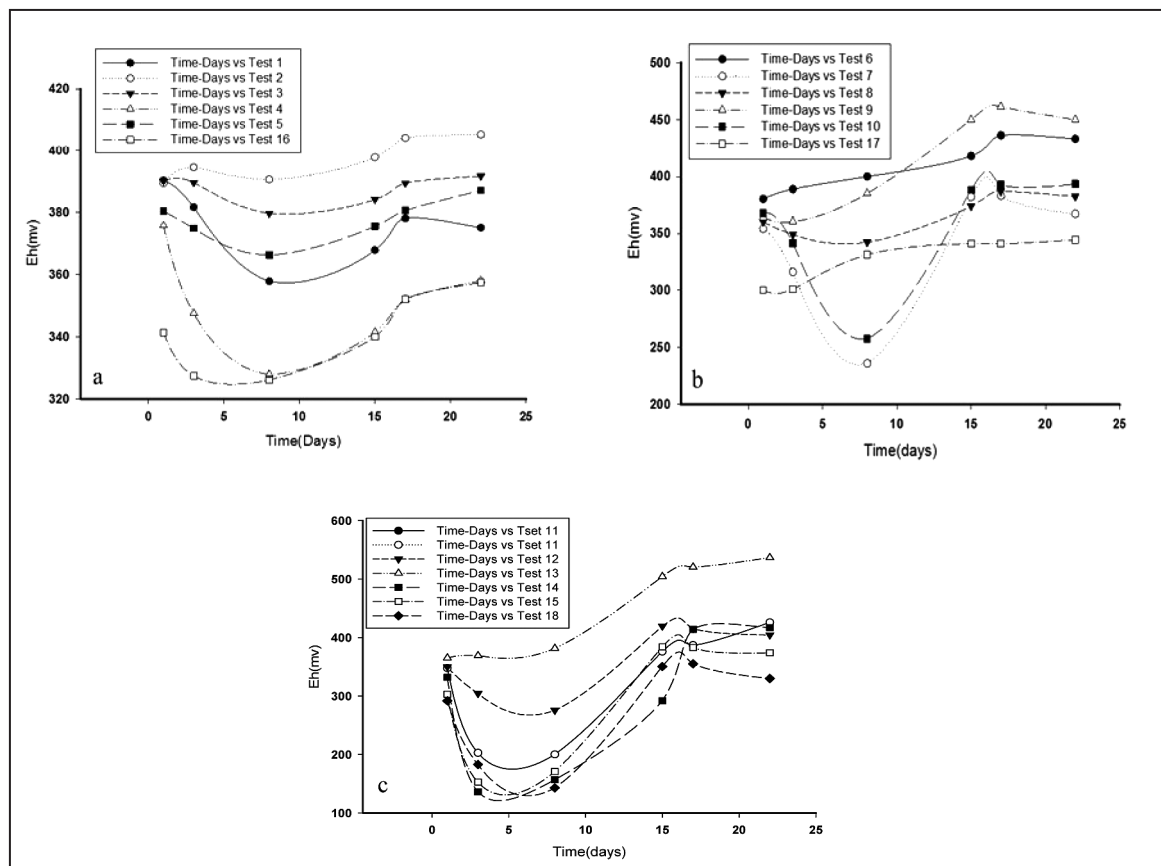 Time-Days vs Test 1
Time-Days vs Test 2
Time-Days vs Test 3
Time-Days vs Test 4
Time-Days vs Test 5
Time-Days vs Test 16
420
400
380
360
340
320
Eh(mv)
a
0 5 10 15 20 25
Time(Days)
Time-Days vs Test 6
Time-Days vs Test 7
Time-Days vs Test 8
Time-Days vs Test 9
Time-Days vs Test 10
Time-Days vs Test 17
500
450
400
350
300
250
200
Eh(mv)
b
0 5 10 15 20 25
Time(days)
Time-Days vs Tset 11
Time-Days vs Tset 11
Time-Days vs Test 12
Time-Days vs Test 13
Time-Days vs Test 14
Time-Days vs Test 15
Time-Days vs Test 18
600
500
400
300
200
100
Eh(mv)
c
0 5 10 15 20 25
Time(days)